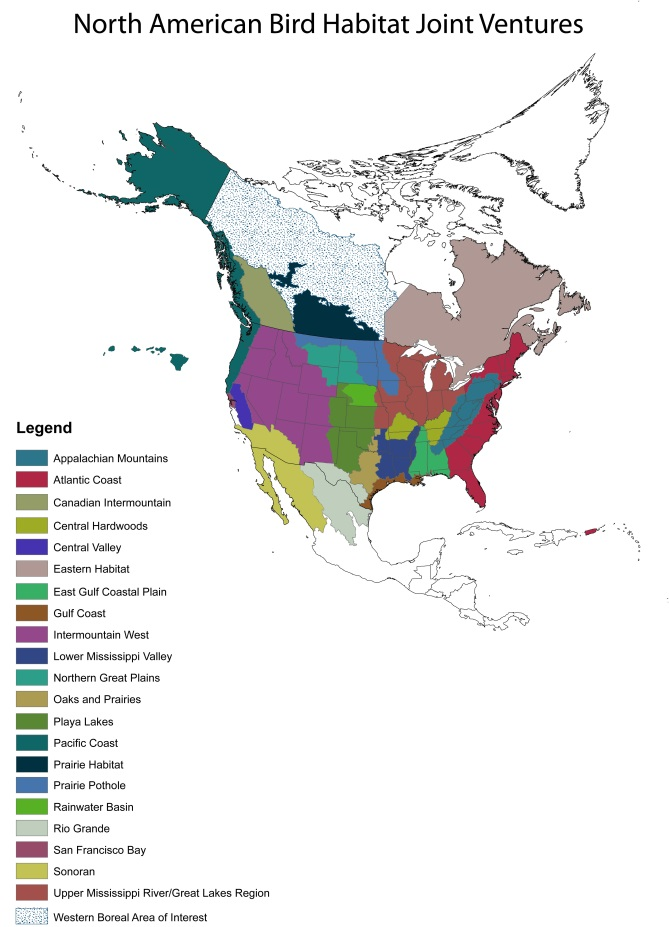 North American Bird Habitat Joint Ventures
Legend
Appalachian Mountains
Atlantic Coast
Canadian Intermountain
Central Hardwoods
Central Valley
Eastern Habitat
East Gulf Coastal Plain
Gulf Coast
Intermountain West
Lower Mississippi Valley
Northern Great Plains
Oaks and Prairies
Playa Lakes
Pacific Coast
Prairie Habitat
Prairie Pothole
Rainwater Basin
Rio Grande
San Francisco Bay
Sonoran
Upper Mississippi River/Great Lakes Region
Western Boreal Area of Interest